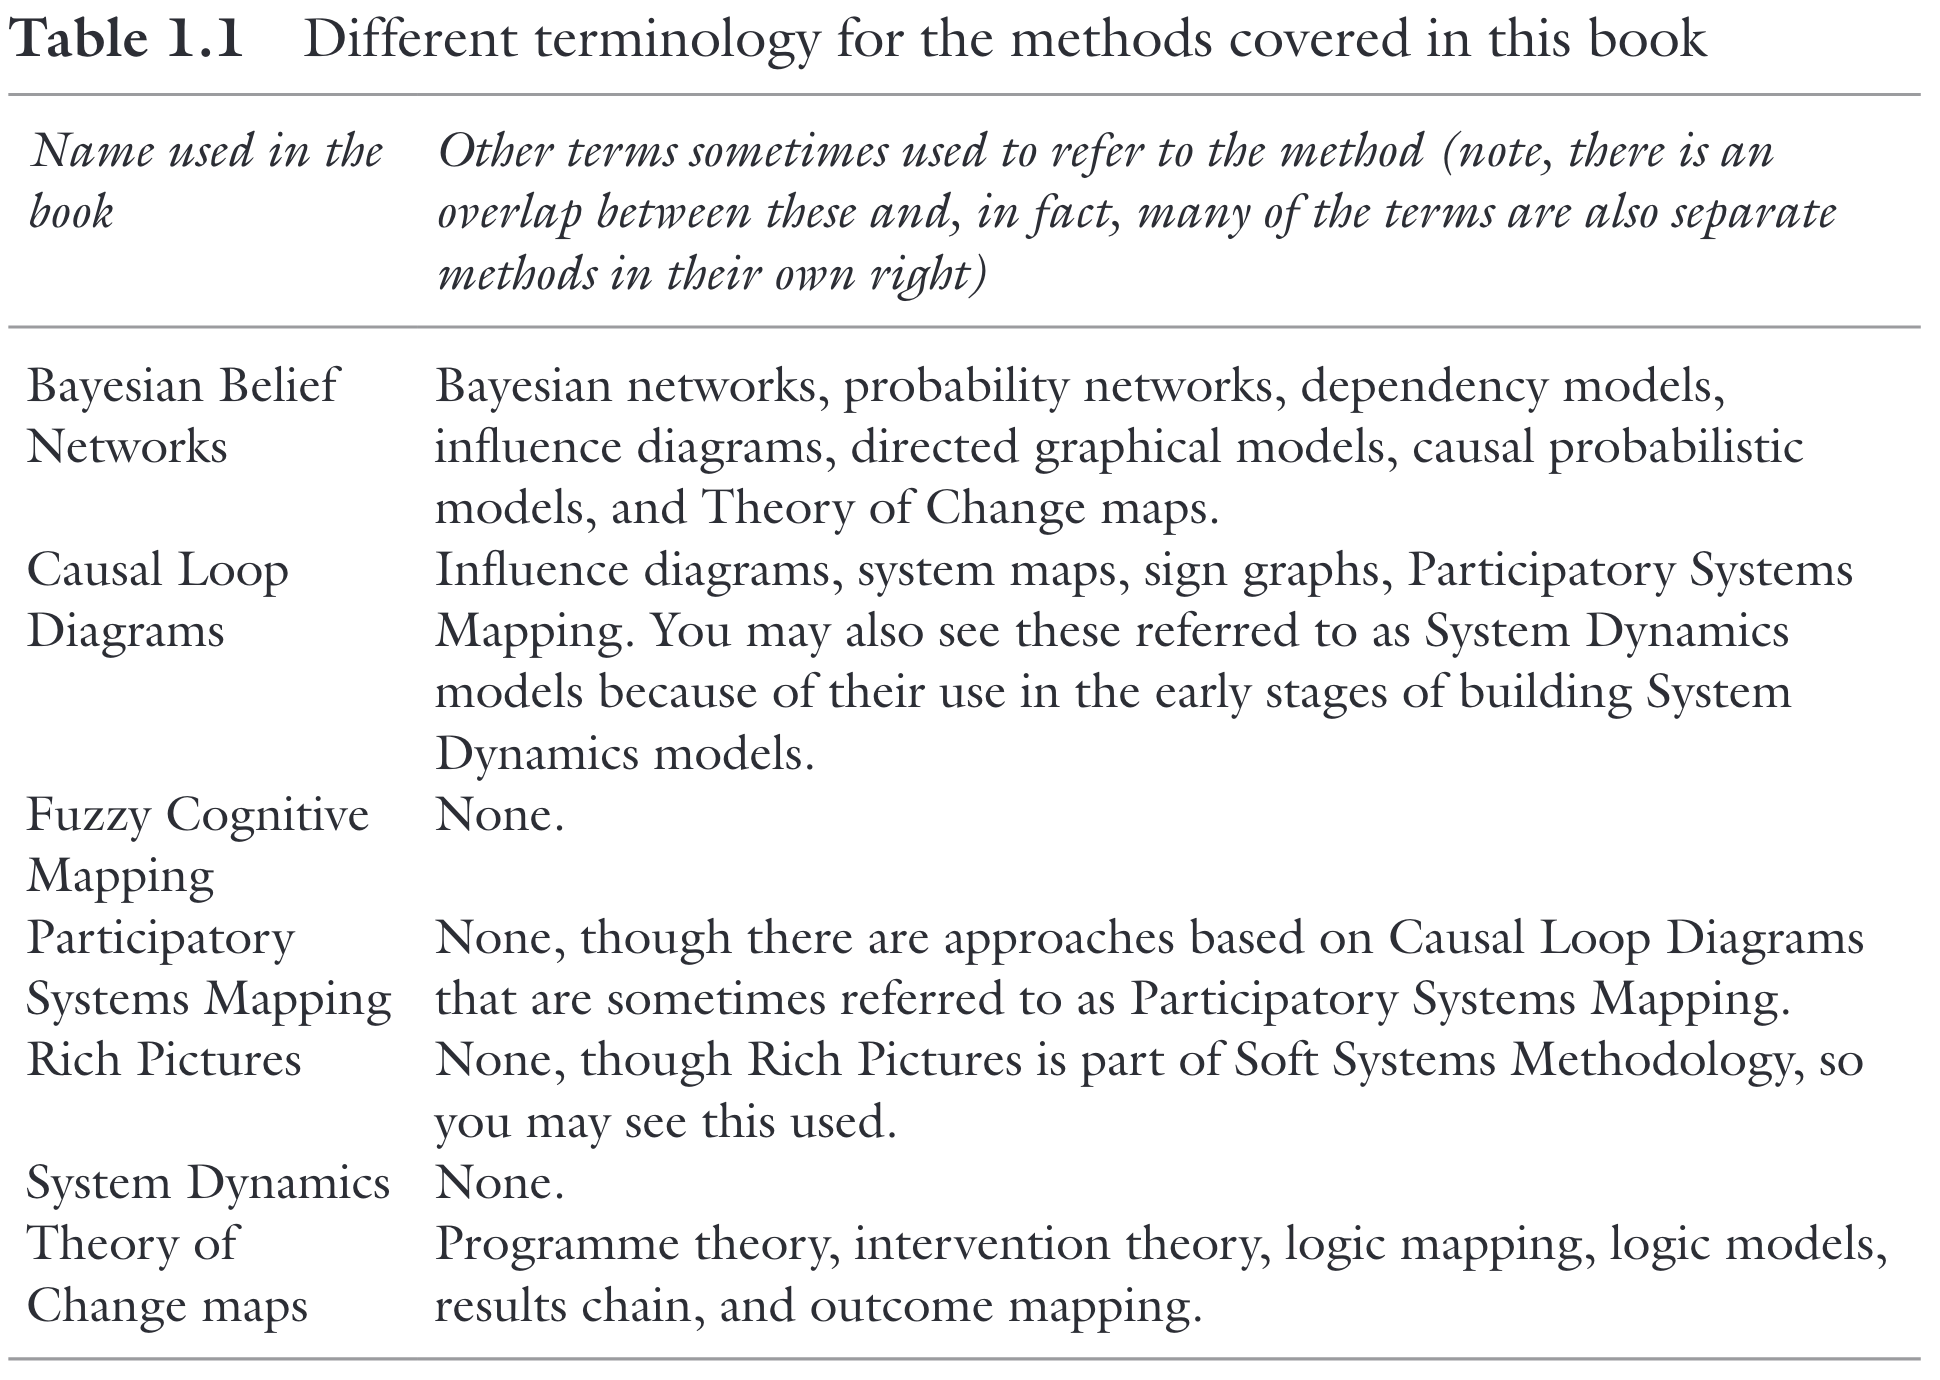 Table 1.1 Different terminology for the methods covered in this book
Name used in the book
Other terms sometimes used to refer to the method (note, there is an
overlap between these and, in fact, many of the terms are also separate
methods in their own right)
Bayesian Belief
Networks
Bayesian networks, probability networks, dependency models,
influence diagrams, directed graphical models, causal probabilistic
models, and Theory of Change maps.
Causal Loop
Diagrams
Influence diagrams, system maps, sign graphs, Participatory Systems
Mapping. You may also see these referred to as System Dynamics
models because of their use in the early stages of building System
Dynamics models.
Fuzzy Cognitive
Mapping
None.
Participatory
Systems Mapping
None, though there are approaches based on Causal Loop Diagrams
that are sometimes referred to as Participatory Systems Mapping.
Rich Pictures
None, though Rich Pictures is part of Soft Systems Methodology, so
you may see this used.
System Dynamics
None.
Theory of
Change maps
Programme theory, intervention theory, logic mapping, logic models,
results chain, and outcome mapping.